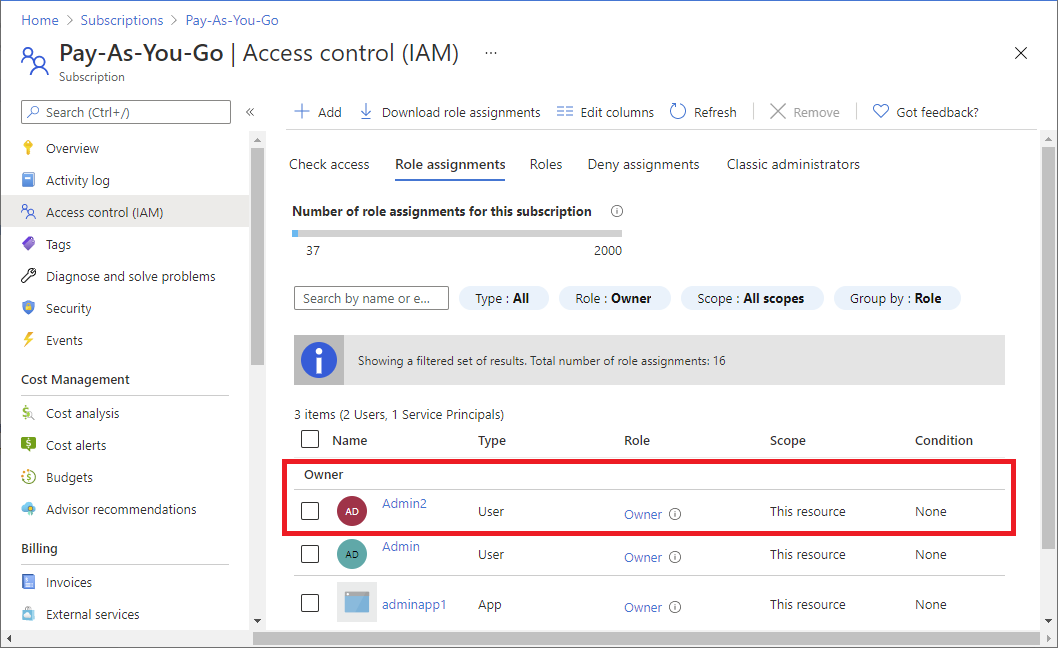 Home > Subscriptions > Pay-As-You-Go
Pay-As-You-Go | Access control (IAM) ...
Subscription
Search (Ctrl+/) «
Overview
Activity log
Access control (IAM)
Tags
Diagnose and solve problems
Security
Events
Cost Management
Cost analysis
Cost alerts
Budgets
Advisor recommendations
Billing
Invoices
External services
Add Download role assignments Edit columns Refresh Remove Got feedback?
Check access Role assignments Roles Deny assignments Classic administrators
Number of role assignments for this subscription
37 2000
Search by name or e... Type : All Role : Owner Scope : All scopes Group by : Role
Showing a filtered set of results. Total number of role assignments: 16
3 items (2 Users, 1 Service Principals)
Name Type Role Scope Condition
Owner
AD Admin2 User Owner This resource None
AD Admin User Owner This resource None
adminapp1 App Owner This resource None